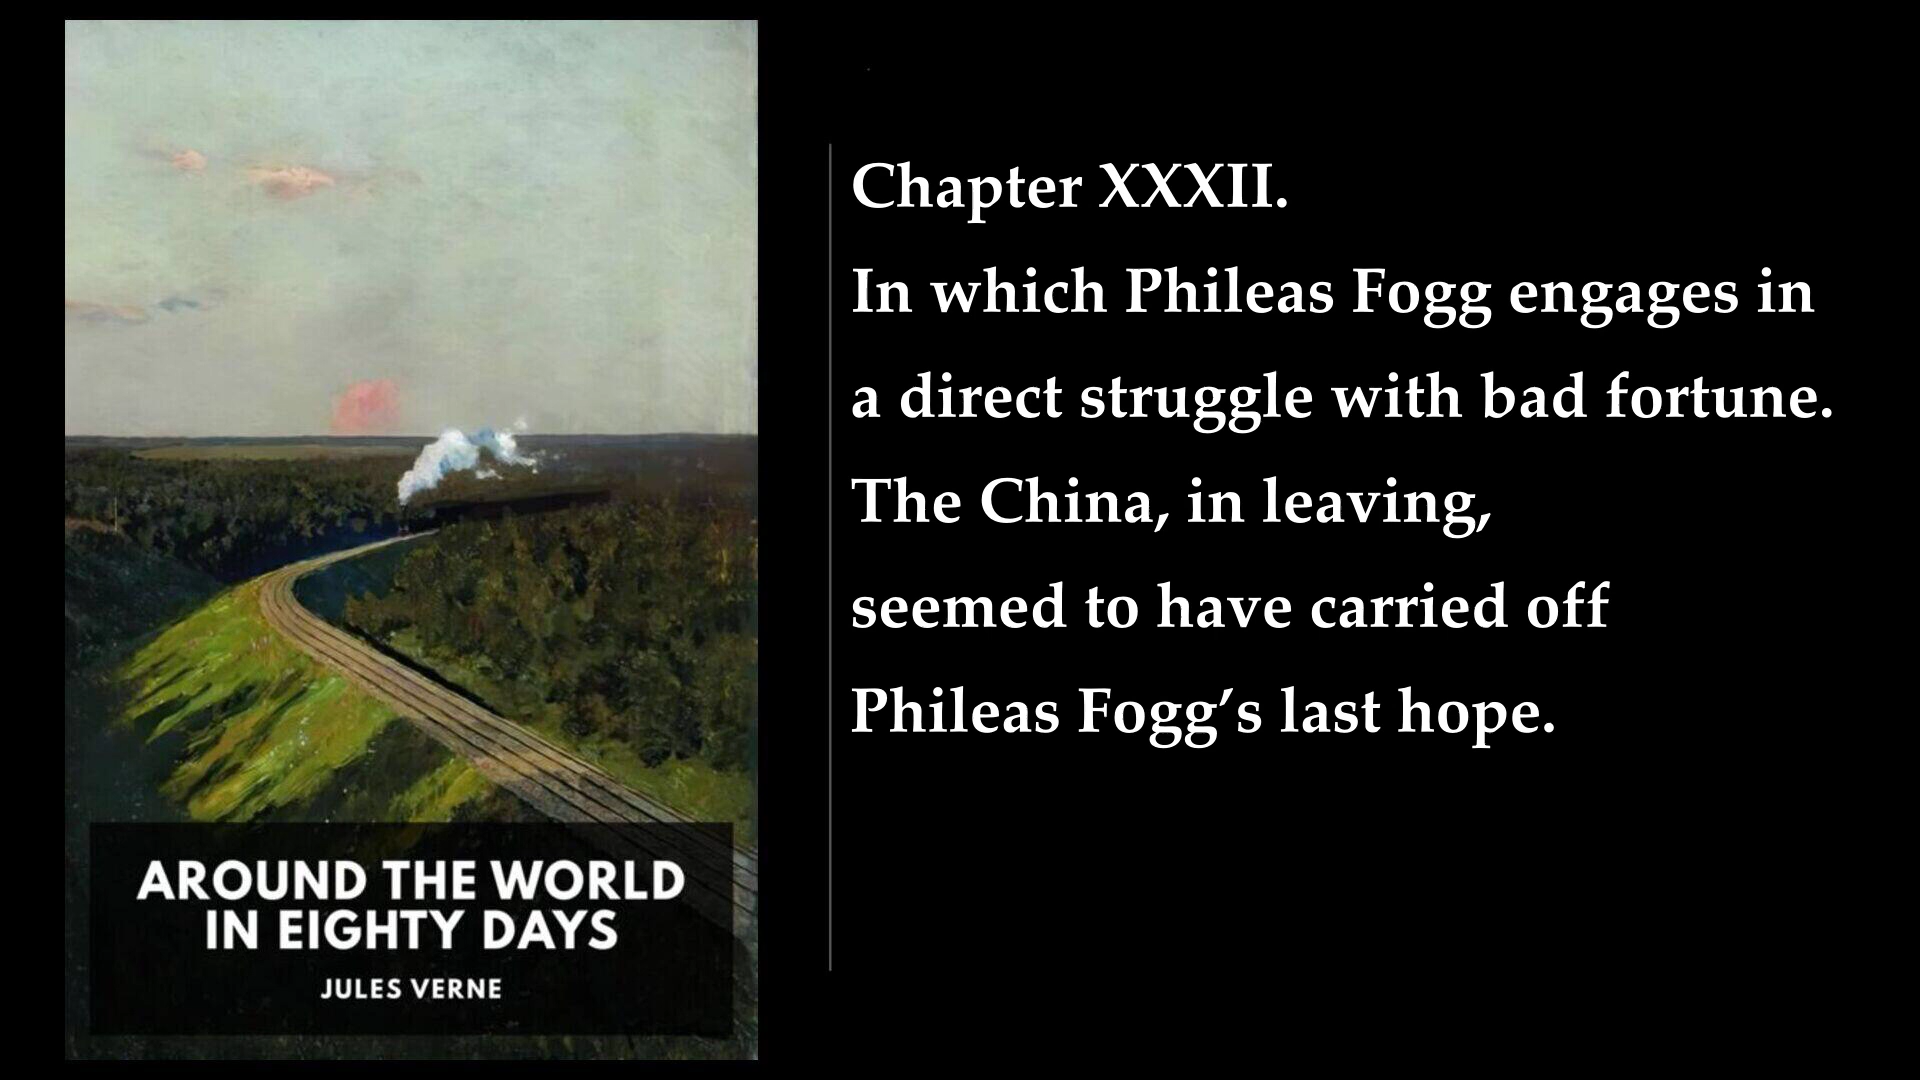 Chapter XXXII.
In which Phileas Fogg engages in
a direct struggle with bad fortune.
The China, in leaving,
seemed to have carried off
Phileas Fogg’s last hope.
AROUND THE WORLD
IN EIGHTY DAYS
JULES VERNE